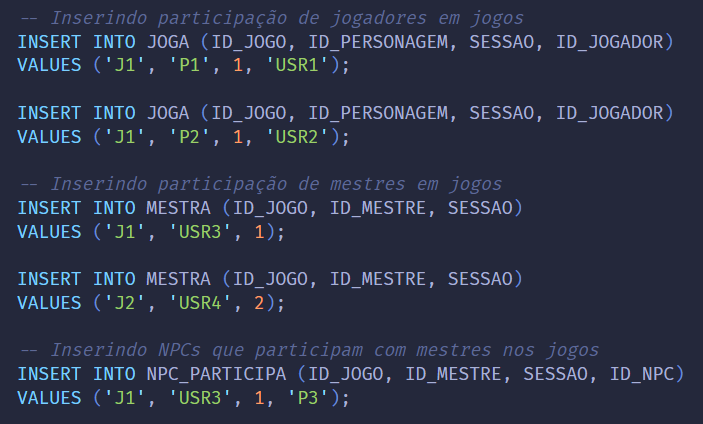 -- Inserindo participação de jogadores em jogos
INSERT INTO JOGA (ID_JOGO, ID_PERSONAGEM, SESSAO, ID_JOGADOR)
VALUES ('J1', 'P1', 1, 'USR1');
INSERT INTO JOGA (ID_JOGO, ID_PERSONAGEM, SESSAO, ID_JOGADOR)
VALUES ('J1', 'P2', 1, 'USR2');
-- Inserindo participação de mestres em jogos
INSERT INTO MESTRA (ID_JOGO, ID_MESTRE, SESSAO)
VALUES ('J1', 'USR3', 1);
INSERT INTO MESTRA (ID_JOGO, ID_MESTRE, SESSAO)
VALUES ('J2', 'USR4', 2);
-- Inserindo NPCs que participam com mestres nos jogos
INSERT INTO NPC_PARTICIPA (ID_JOGO, ID_MESTRE, SESSAO, ID_NPC)
VALUES ('J1', 'USR3', 1, 'P3');